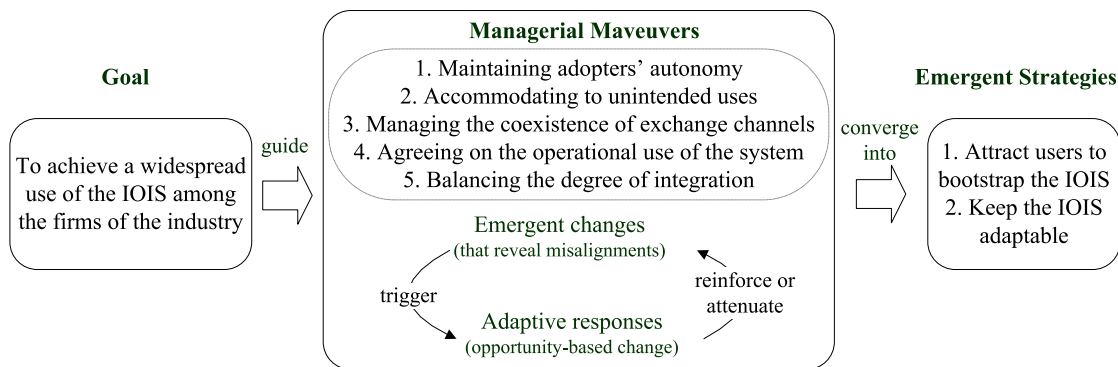 Goal
To achieve a widespread
use of the IOIS among
the firms of the industry
guide
Managerial Maveuvers
1. Maintaining adopters’ autonomy
2. Accommodating to unintended uses
3. Managing the coexistence of exchange channels
4. Agreeing on the operational use of the system
5. Balancing the degree of integration
Emergent changes
(that reveal misalignments)
trigger
reinforce or
attenuate
Adaptive responses
(opportunity-based change)
converge
into
Emergent Strategies
1. Attract users to
bootstrap the IOIS
2. Keep the IOIS
adaptable